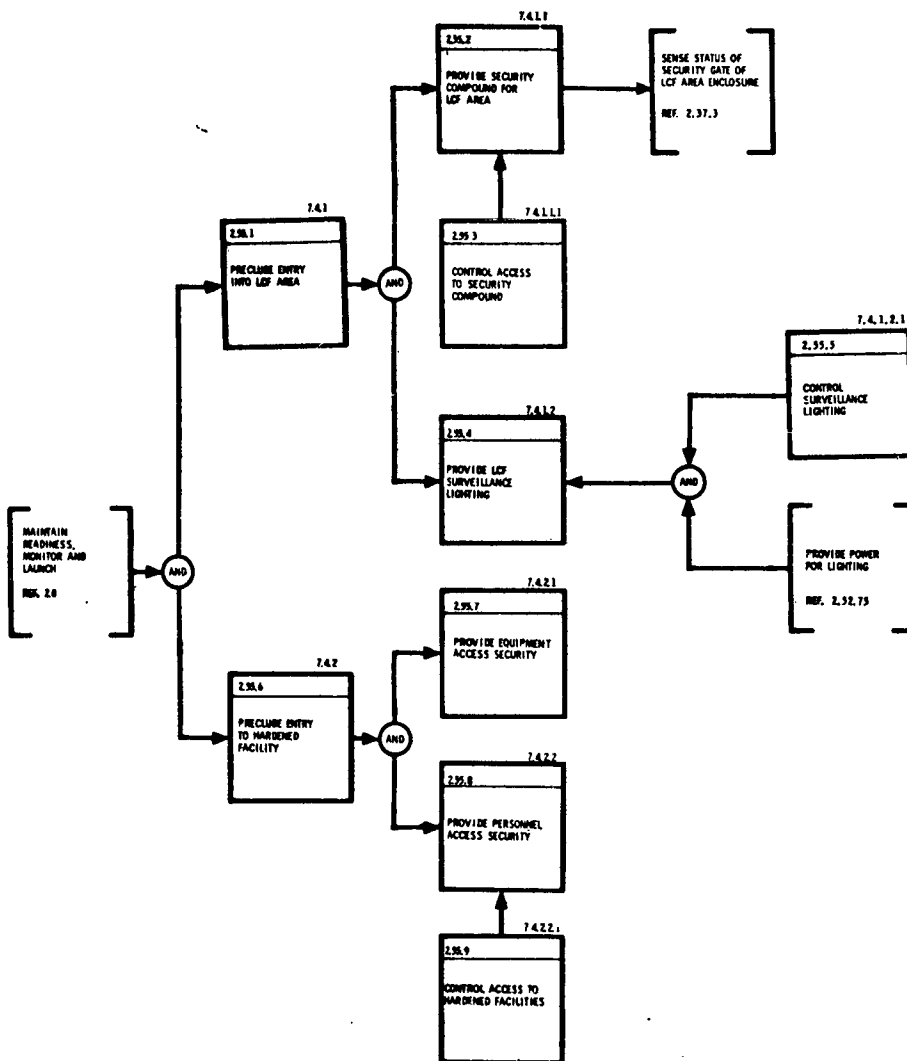 7.4.1.1
2.55.2
PROVIDE SECURITY
COMPOUND FOR
LCF AREA
SENSE STATUS OF
SECURITY GATE OF
LCF AREA ENCLOSURE
REF. 2.37.3
7.4.1
2.55.1
PRECLUDE ENTRY
INTO LCF AREA
AND
7.4.1.1.1
2.55.3
CONTROL ACCESS
TO SECURITY
COMPOUND
7.4.1.2.1
2.55.5
CONTROL
SURVEILLANCE
LIGHTING
7.4.1.2
2.55.4
PROVIDE LCF
SURVEILLANCE
LIGHTING
AND
PROVIDE POWER
FOR LIGHTING
REF. 2.52.75
MAINTAIN
READINESS,
MONITOR AND
LAUNCH
REF. 2.0
AND
7.4.2.1
2.55.7
PROVIDE EQUIPMENT
ACCESS SECURITY
7.4.2
2.55.6
PRECLUDE ENTRY
TO HARDENED
FACILITY
AND
7.4.2.2
2.55.8
PROVIDE PERSONNEL
ACCESS SECURITY
7.4.2.2.1
2.55.9
CONTROL ACCESS TO
HARDENED FACILITIES